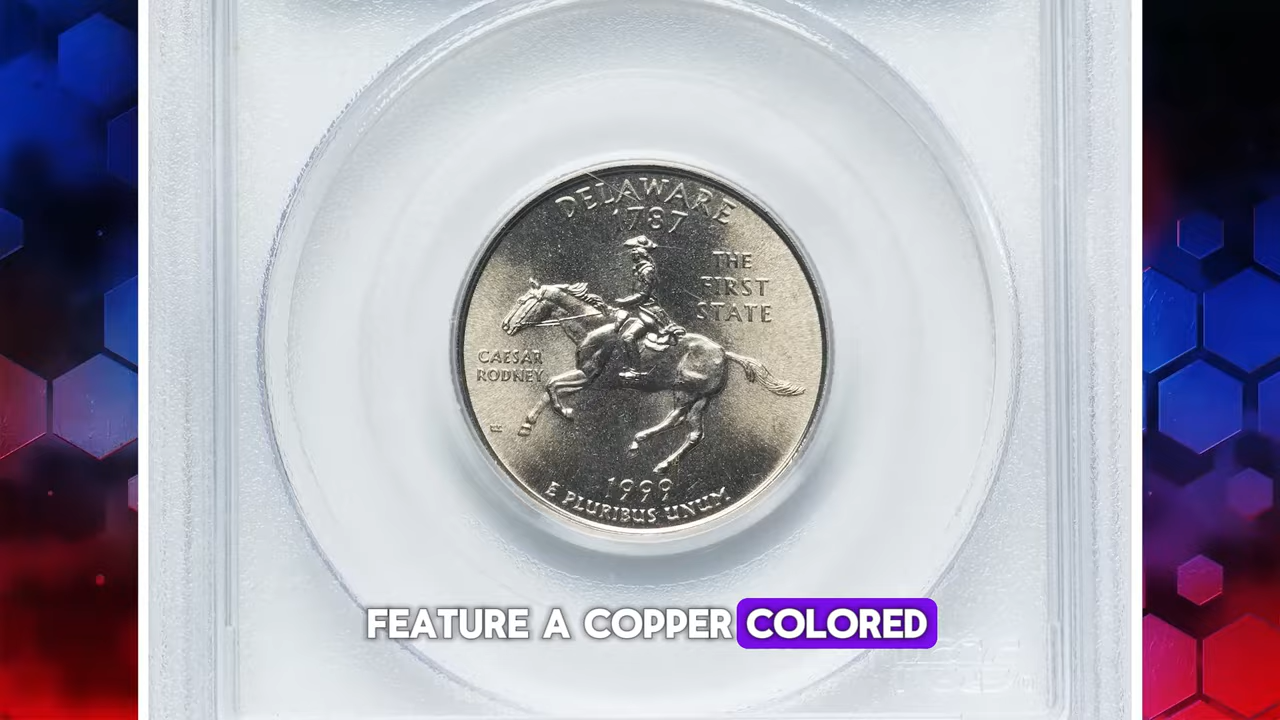 DELAWARE
1787
THE
FIRST
STATE
CAESAR
RODNEY
1999
E PLURIBUS UNUM
FEATURE A COPPER COLORED